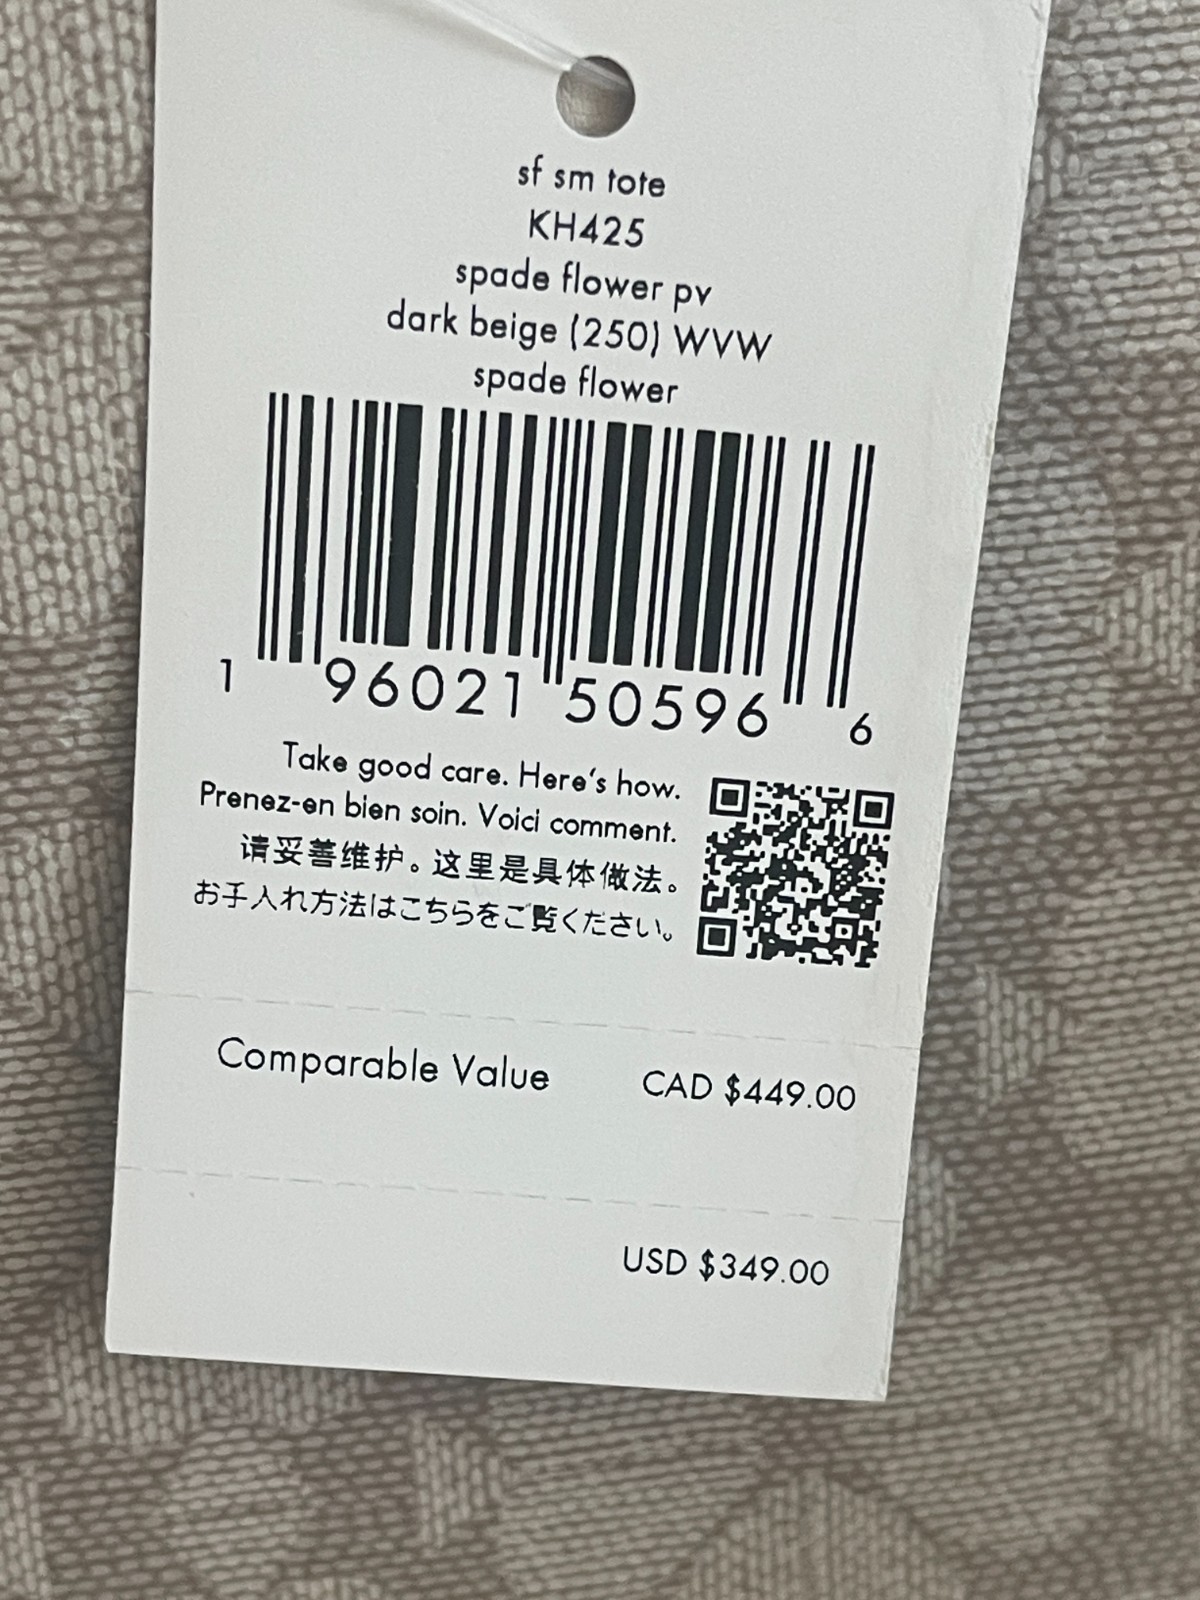 sf sm tote
KH425
spade flower pv
dark beige (250) WVW
spade flower
1 96021 50596 6
Take good care. Here's how.
Prenez-en bien soin. Voici comment.
请妥善维护。这里是具体做法。
お手入れ方法はこちらをご覧ください。
Comparable Value CAD $449.00
USD $349.00